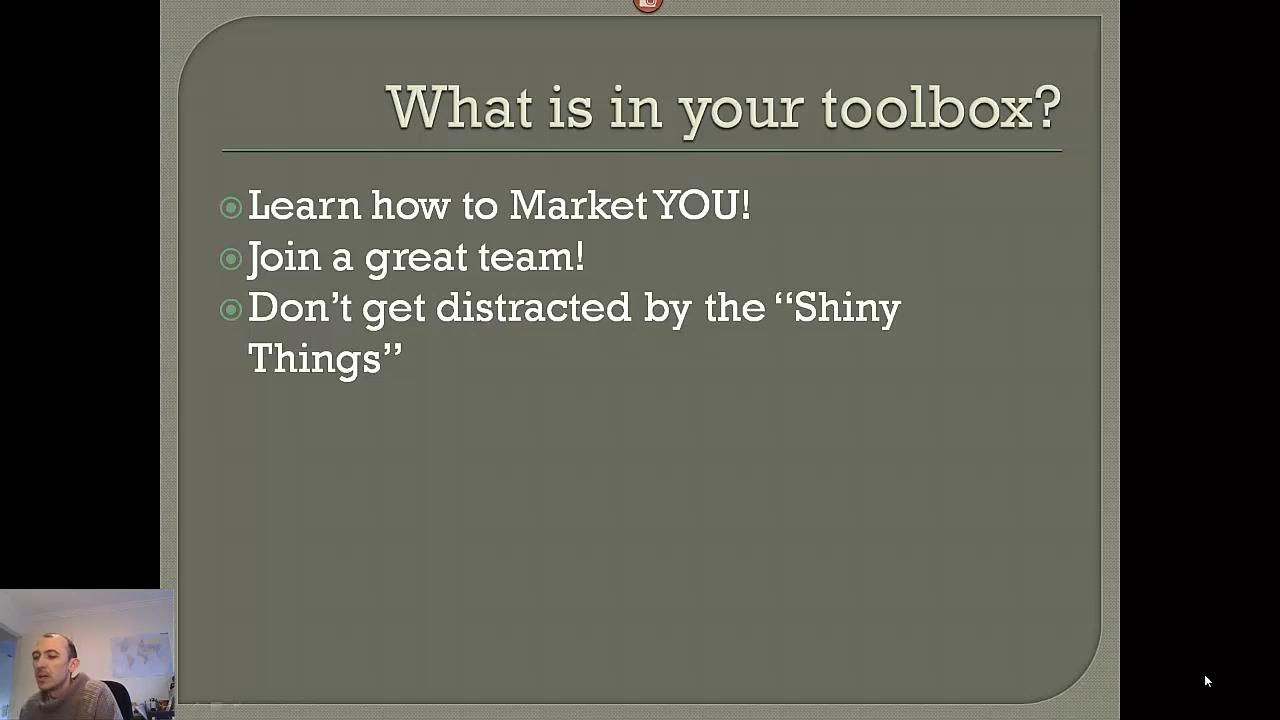 What is in your toolbox?
Learn how to Market YOU!
Join a great team!
Don’t get distracted by the “Shiny
Things”